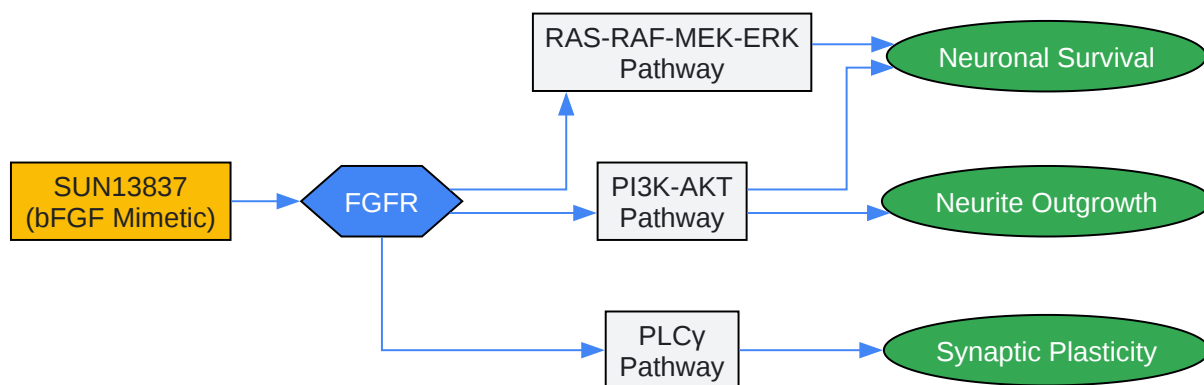 RAS-RAF-MEK-ERK
Pathway
Neuronal Survival
SUN13837
(bFGF Mimetic)
FGFR
PI3K-AKT
Pathway
Neurite Outgrowth
PLCγ
Pathway
Synaptic Plasticity